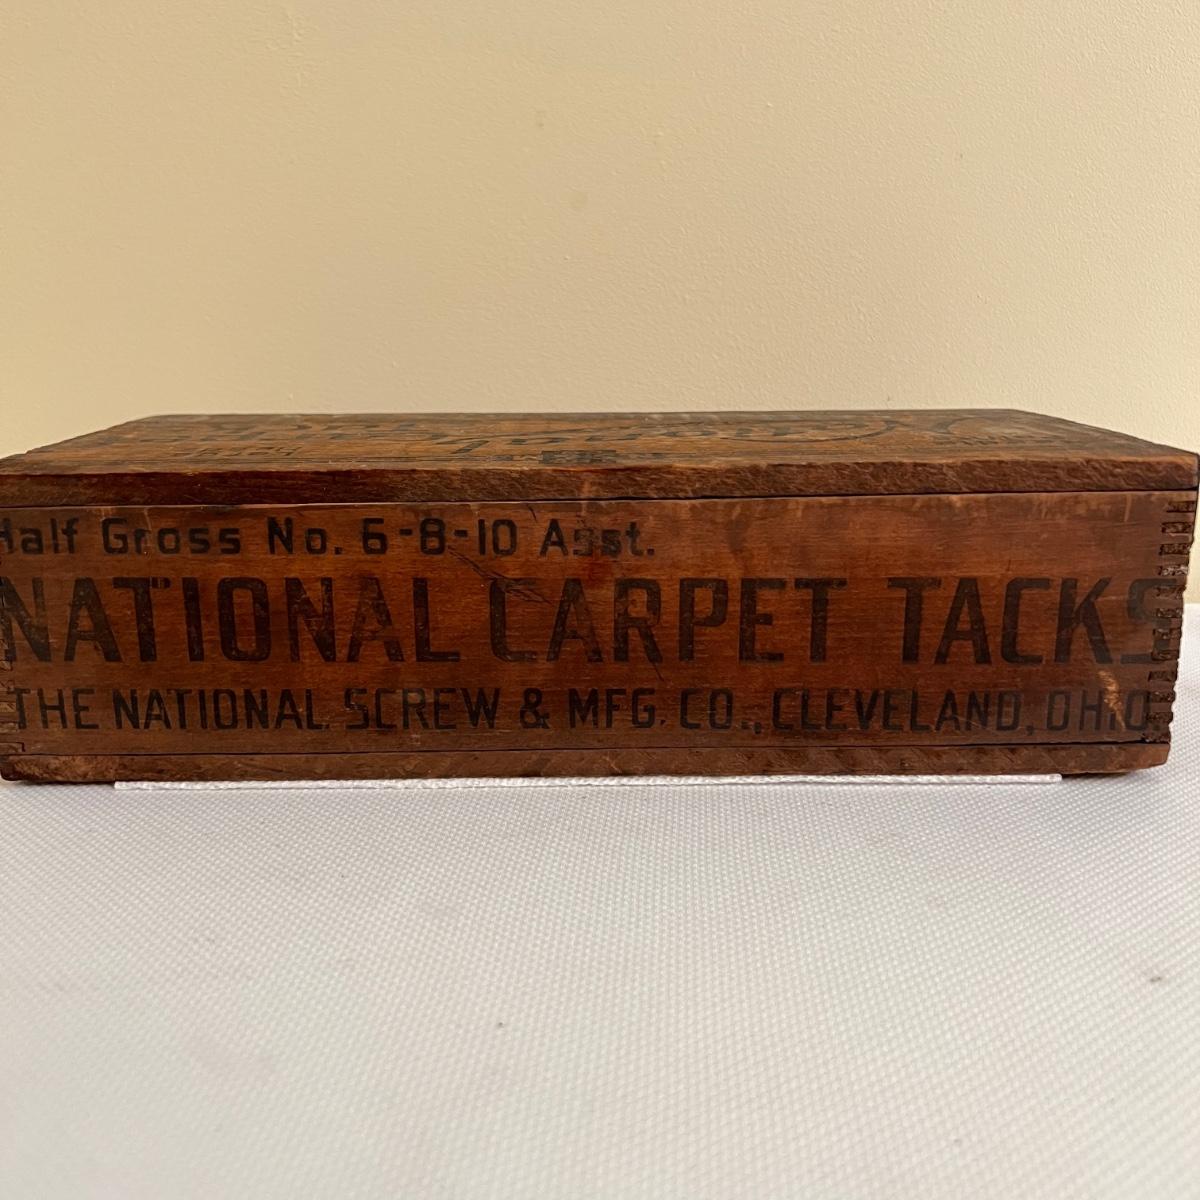 Half Gross No. 6-8-10 Asst.
NATIONAL CARPET TACKS
THE NATIONAL SCREW & MFG. CO., CLEVELAND, OHIO